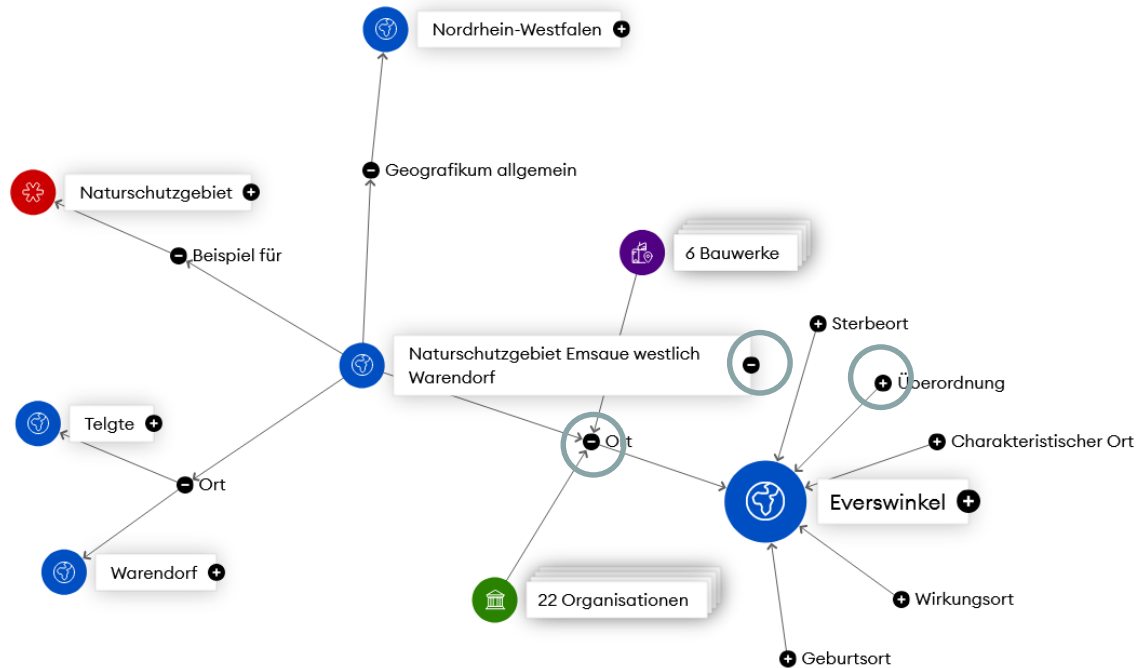 Nordrhein-Westfalen
Geografikum allgemein
Naturschutzgebiet
Beispiel für
6 Bauwerke
Sterbeort
Naturschutzgebiet Emsaue westlich
Warendorf
Überordnung
Telgte
Ort
Charakteristischer Ort
Ort
Everswinkel
Warendorf
22 Organisationen
Wirkungsort
Geburtsort